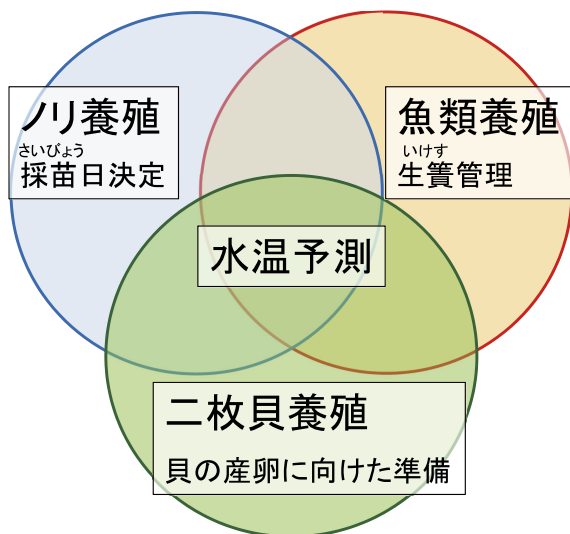 ノリ養殖
さいびょう
採苗日決定
魚類養殖
いけす
生簀管理
水温予測
二枚貝養殖
貝の産卵に向けた準備